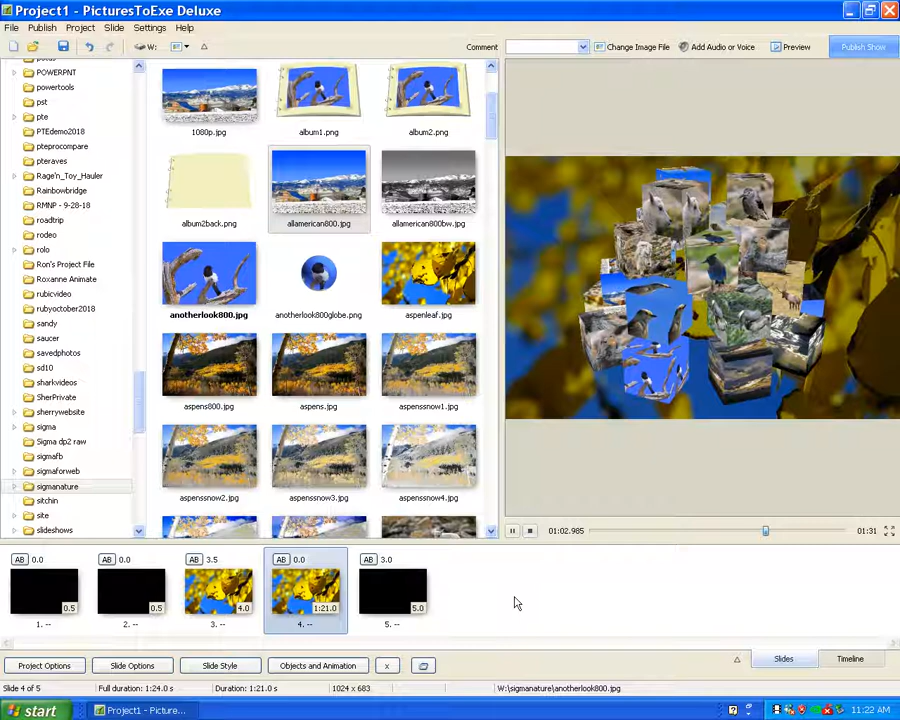 Project1 - PicturesToExe Deluxe
File Publish Project Slide Settings Help
W: Comment Change Image File Add Audio or Voice Preview Publish Show
POWERPNT
powertools
pst
pte
PTEdemo2018
pteprocompare
pteraves
Rage'n_Toy_Hauler
Rainbowbridge
RMNP - 9-28-18
roadtrip
rodeo
rolo
Ron's Project File
Roxanne Animate
rubicvideo
rubyoctober2018
sandy
saucer
savedphotos
sd10
sharkvideos
SherPrivate
sherrywebsite
sigma
Sigma dp2 raw
sigmafb
sigmaforweb
sigmanature
sitchin
site
slideshows
1080p.jpg album1.png album2.png
album2back.png allamerican800.jpg allamerican800bw.jpg
anotherlook800.jpg anotherlook800globe.png aspenleaf.jpg
aspens800.jpg aspens.jpg aspenssnow1.jpg
aspenssnow2.jpg aspenssnow3.jpg aspenssnow4.jpg
01:02.985 01:31
AB 0.0 AB 0.0 AB 3.5 AB 0.0 AB 3.0
0.5 0.5 4.0 1:21.0 5.0
1. -- 2. -- 3. -- 4. -- 5. --
Project Options Slide Options Slide Style Objects and Animation x Slides Timeline
Slide 4 of 5 Full duration: 1:24.0 s Duration: 1:21.0 s 1024 x 683 W:\sigmanature\anotherlook800.jpg
start Project1 - Picture... ? 11:22 AM